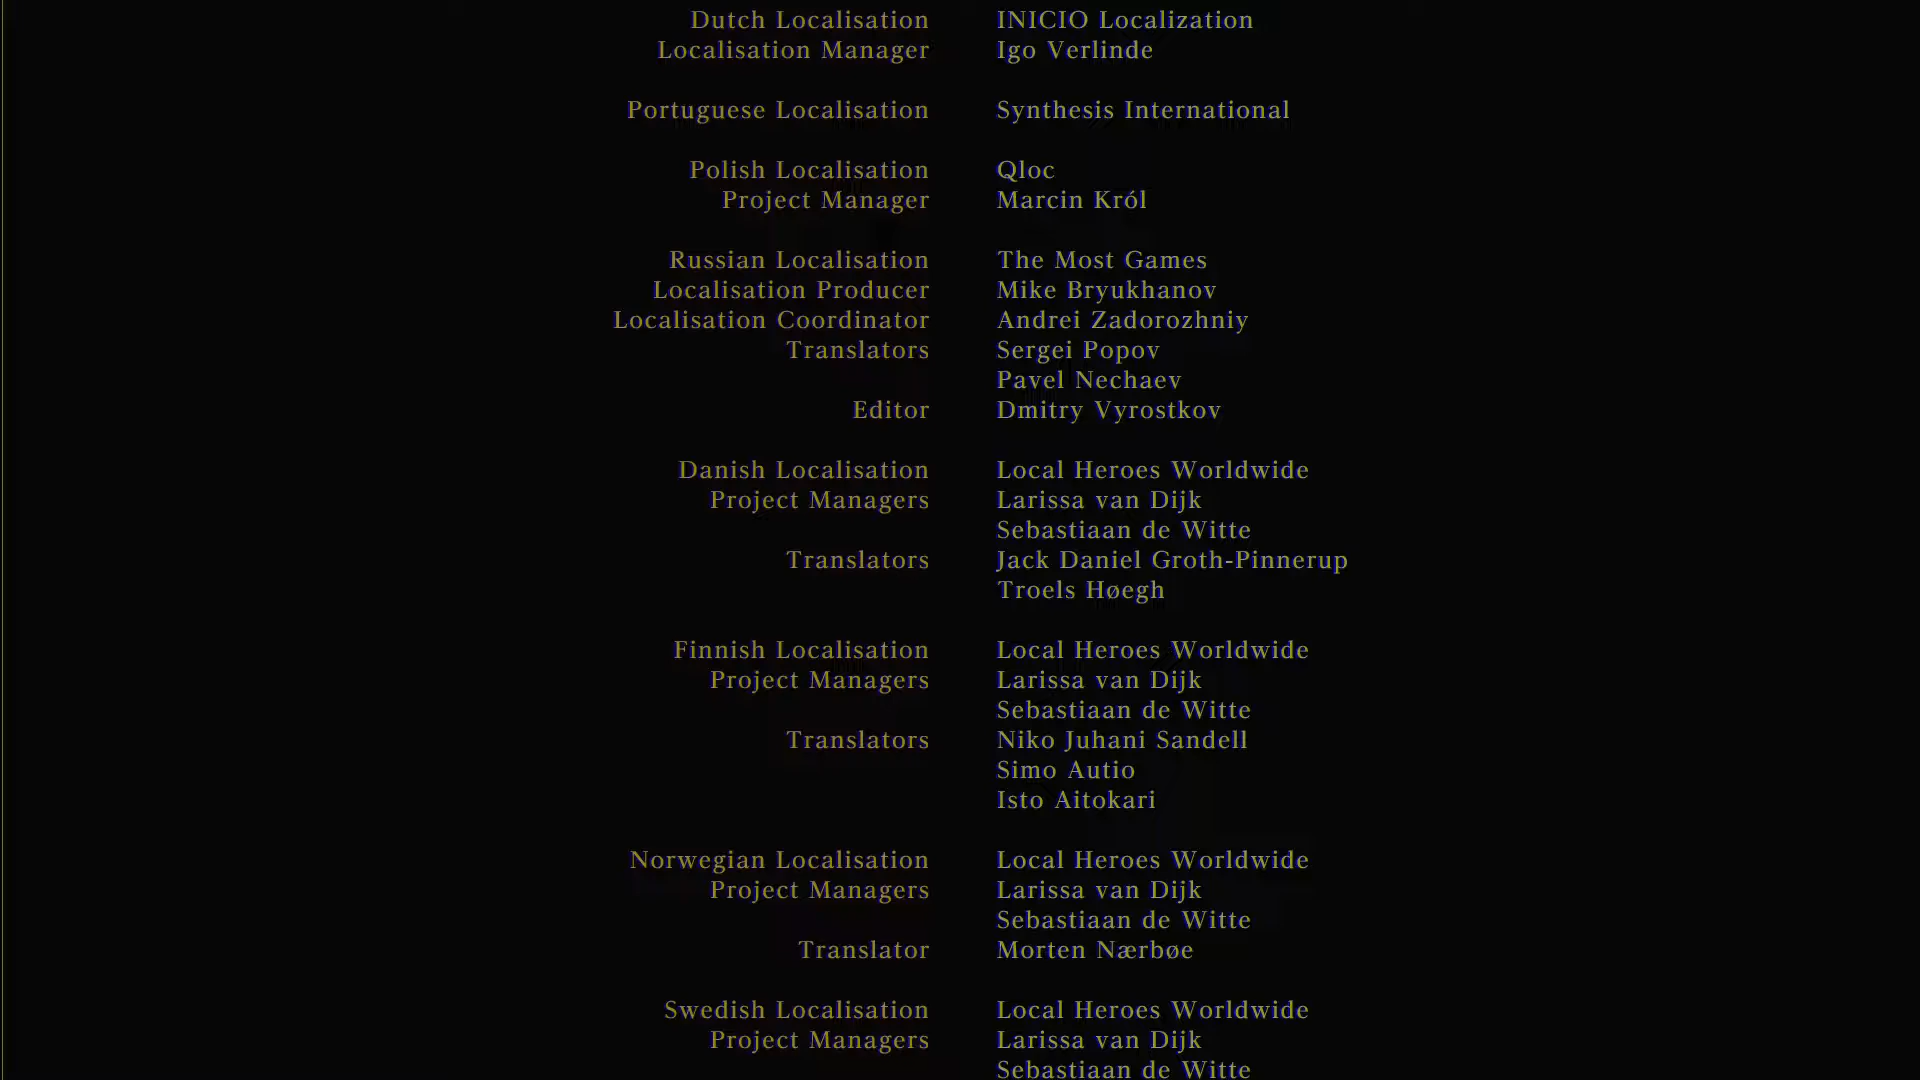 Dutch Localisation INICIO Localization
Localisation Manager Igo Verlinde
Portuguese Localisation Synthesis International
Polish Localisation Qloc
Project Manager Marcin Król
Russian Localisation The Most Games
Localisation Producer Mike Bryukhanov
Localisation Coordinator Andrei Zadorozhniy
Translators Sergei Popov
Pavel Nechaev
Editor Dmitry Vyrostkov
Danish Localisation Local Heroes Worldwide
Project Managers Larissa van Dijk
Sebastiaan de Witte
Translators Jack Daniel Groth-Pinnerup
Troels Høegh
Finnish Localisation Local Heroes Worldwide
Project Managers Larissa van Dijk
Sebastiaan de Witte
Translators Niko Juhani Sandell
Simo Autio
Isto Aitokari
Norwegian Localisation Local Heroes Worldwide
Project Managers Larissa van Dijk
Sebastiaan de Witte
Translator Morten Nærbøe
Swedish Localisation Local Heroes Worldwide
Project Managers Larissa van Dijk
Sebastiaan de Witte